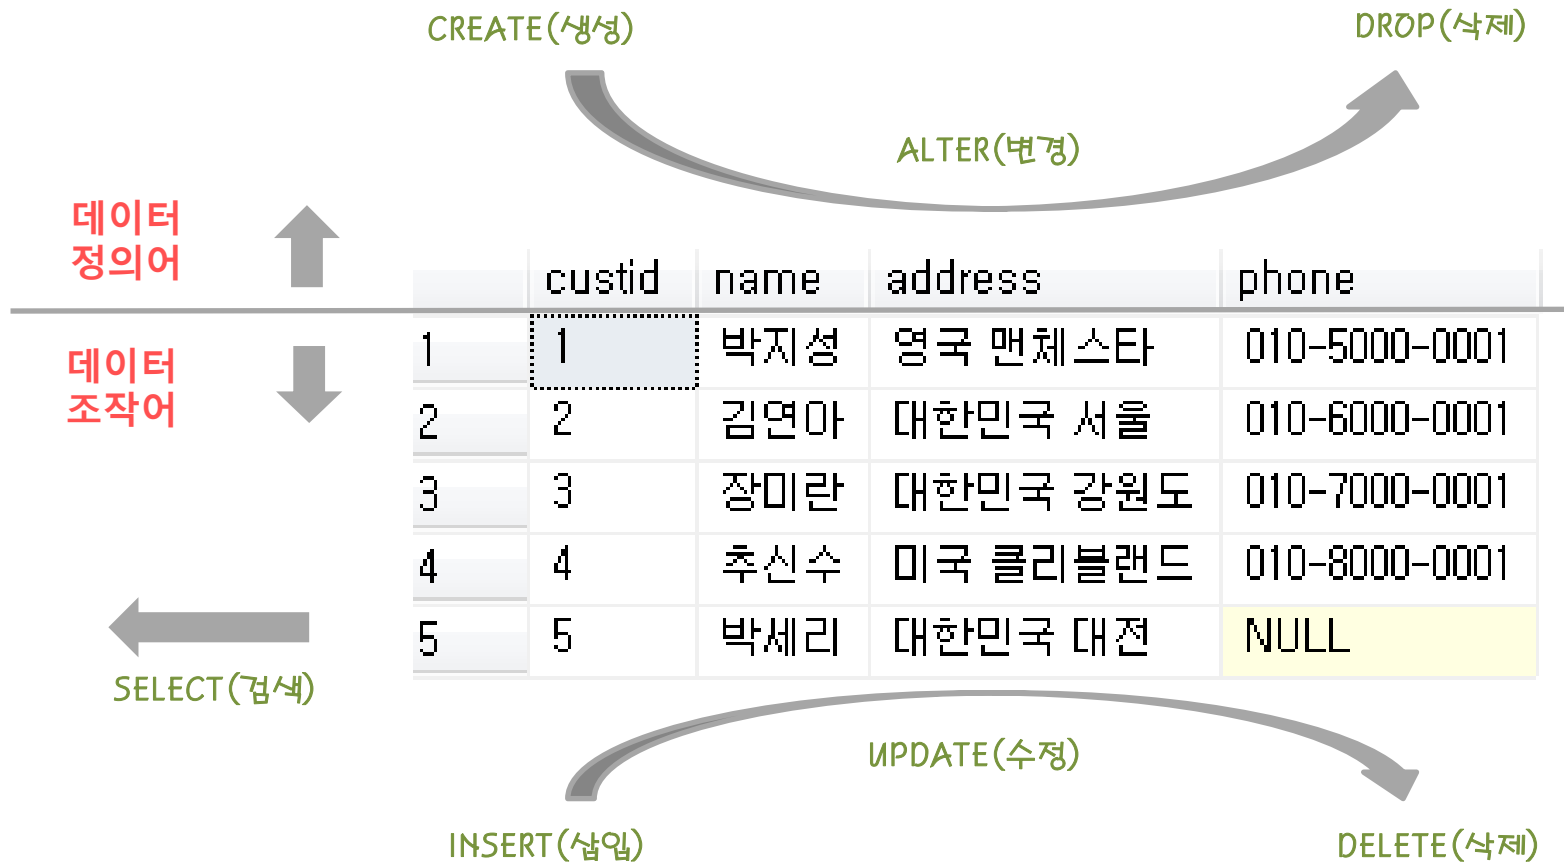 CREATE(생성)
DROP(삭제)
ALTER(변경)
데이터
정의어
custid name address phone
데이터
조작어
1 1 박지성 영국 맨체스타 010-5000-0001
2 2 김연아 대한민국 서울 010-6000-0001
3 3 장미란 대한민국 강원도 010-7000-0001
4 4 추신수 미국 클리블랜드 010-8000-0001
5 5 박세리 대한민국 대전 NULL
SELECT(검색)
UPDATE(수정)
INSERT(삽입)
DELETE(삭제)